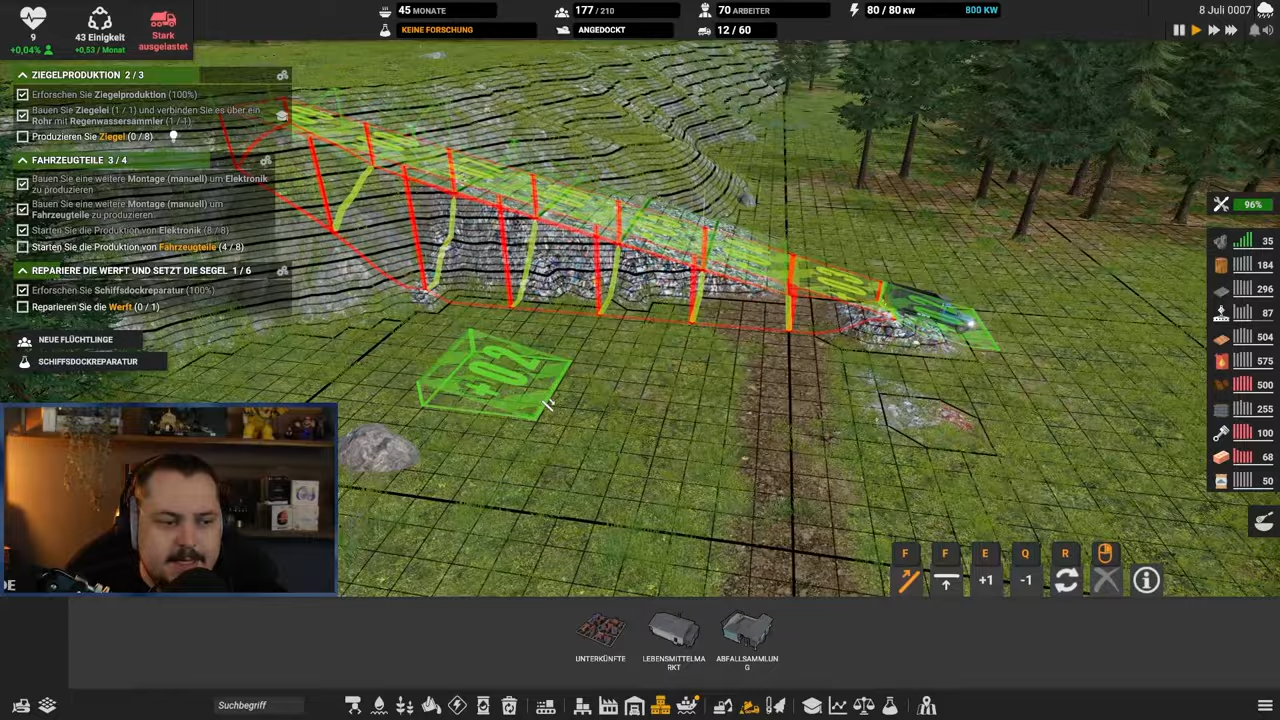 9
+0,04%
43 Einigkeit
+0,53 / Monat
Stark
ausgelastet
45 MONATE
KEINE FORSCHUNG
177 / 210
ANGEDOCKT
70 ARBEITER
12 / 60
80 / 80 KW
800 KW
8 Juli 0007
ZIEGELPRODUKTION 2 / 3
Erforschen Sie Ziegelproduktion (100%)
Bauen Sie Ziegelei (1 / 1) und verbinden Sie es über ein
Rohr mit Regenwassersammler (1 / 1)
Produzieren Sie Ziegel (0 / 8)
FAHRZEUGTEILE 3 / 4
Bauen Sie eine weitere Montage (manuell) um Elektronik
zu produzieren
Bauen Sie eine weitere Montage (manuell) um
Fahrzeugteile zu produzieren
Starten Sie die Produktion von Elektronik (8 / 8)
Starten Sie die Produktion von Fahrzeugteile (4 / 8)
REPARIERE DIE WERFT UND SETZT DIE SEGEL 1 / 6
Erforschen Sie Schiffsdockreparatur (100%)
Reparieren Sie die Werft (0 / 1)
NEUE FLÜCHTLINGE
SCHIFFSDOCKREPARATUR
+0.2
96%
35
184
296
87
504
575
500
255
100
68
50
F
F
E
Q
R
+1
-1
UNTERKÜNFTE
LEBENSMITTELMA
RKT
ABFALLSAMMLUN
G
Suchbegriff